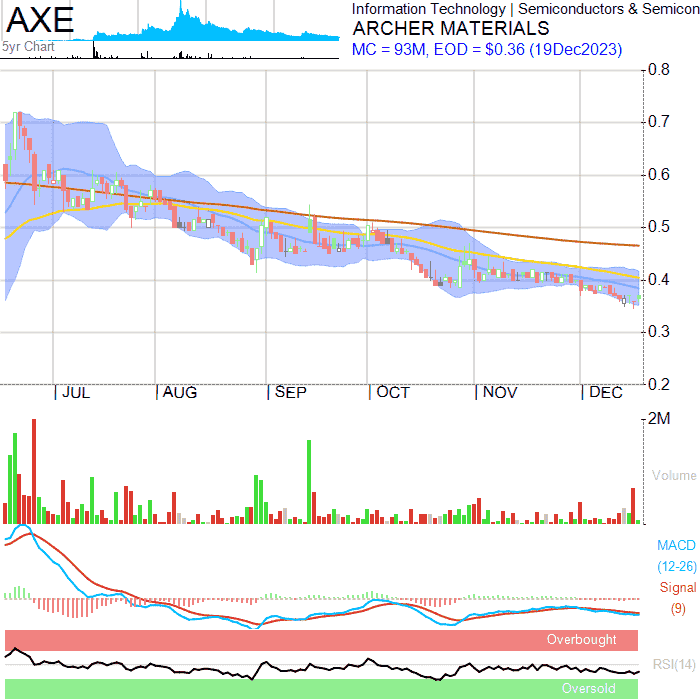 AXE
5yr Chart
Information Technology | Semiconductors & Semicon
ARCHER MATERIALS
MC = 93M, EOD = $0.36 (19Dec2023)
0.8
0.7
0.6
0.5
0.4
0.3
0.2
| JUL | AUG | SEP | OCT | NOV | DEC
2M
Volume
MACD
(12-26)
Signal
(9)
Overbought
RSI(14)
Oversold